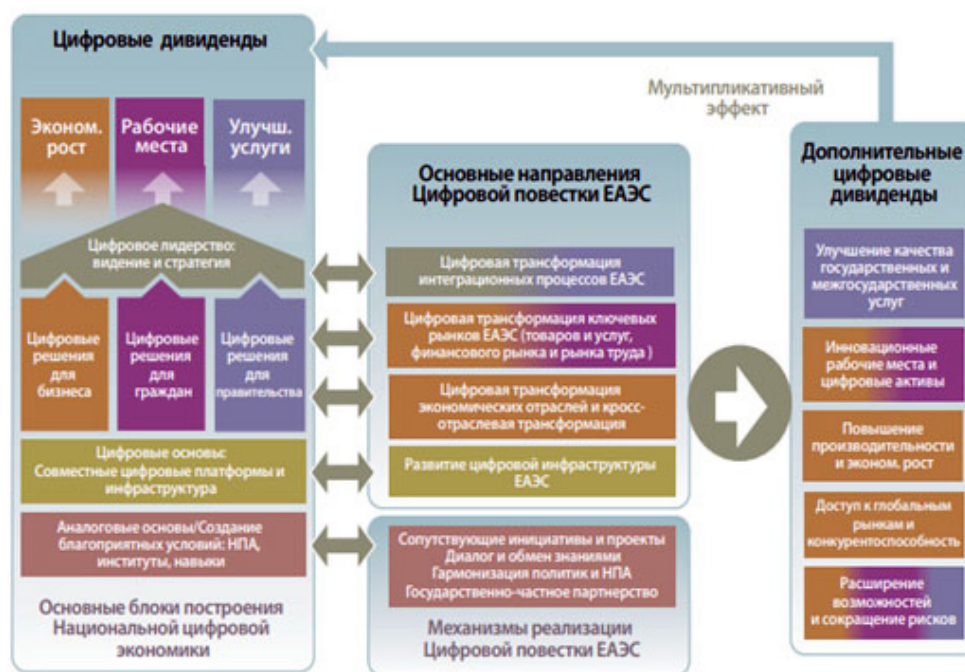 Цифровые дивиденды
Эконом.
рост
Рабочие
места
Улучш.
услуги
Цифровое лидерство:
видение и стратегия
Цифровые
решения
для
бизнеса
Цифровые
решения
для
граждан
Цифровые
решения
для
правительства
Цифровые основы:
Совместные цифровые платформы и
инфраструктура
Аналоговые основы/Создание
благоприятных условий: НПА,
институты, навыки
Основные блоки построения
Национальной цифровой
экономики
Основные направления
Цифровой повестки ЕАЭС
Цифровая трансформация
интеграционных процессов ЕАЭС
Цифровая трансформация ключевых
рынков ЕАЭС (товаров и услуг,
финансового рынка и рынка труда )
Цифровая трансформация
экономических отраслей и кросс-
отраслевая трансформация
Развитие цифровой инфраструктуры
ЕАЭС
Сопутствующие инициативы и проекты
Диалог и обмен знаниями
Гармонизация политик и НПА
Государственно-частное партнерство
Механизмы реализации
Цифровой повестки ЕАЭС
Мультипликативный
эффект
Дополнительные
цифровые
дивиденды
Улучшение качества
государственных и
межгосударственных
услуг
Инновационные
рабочие места и
цифровые активы
Повышение
производительности
и эконом. рост
Доступ к глобальным
рынкам и
конкурентоспособность
Расширение
возможностей
и сокращение рисков